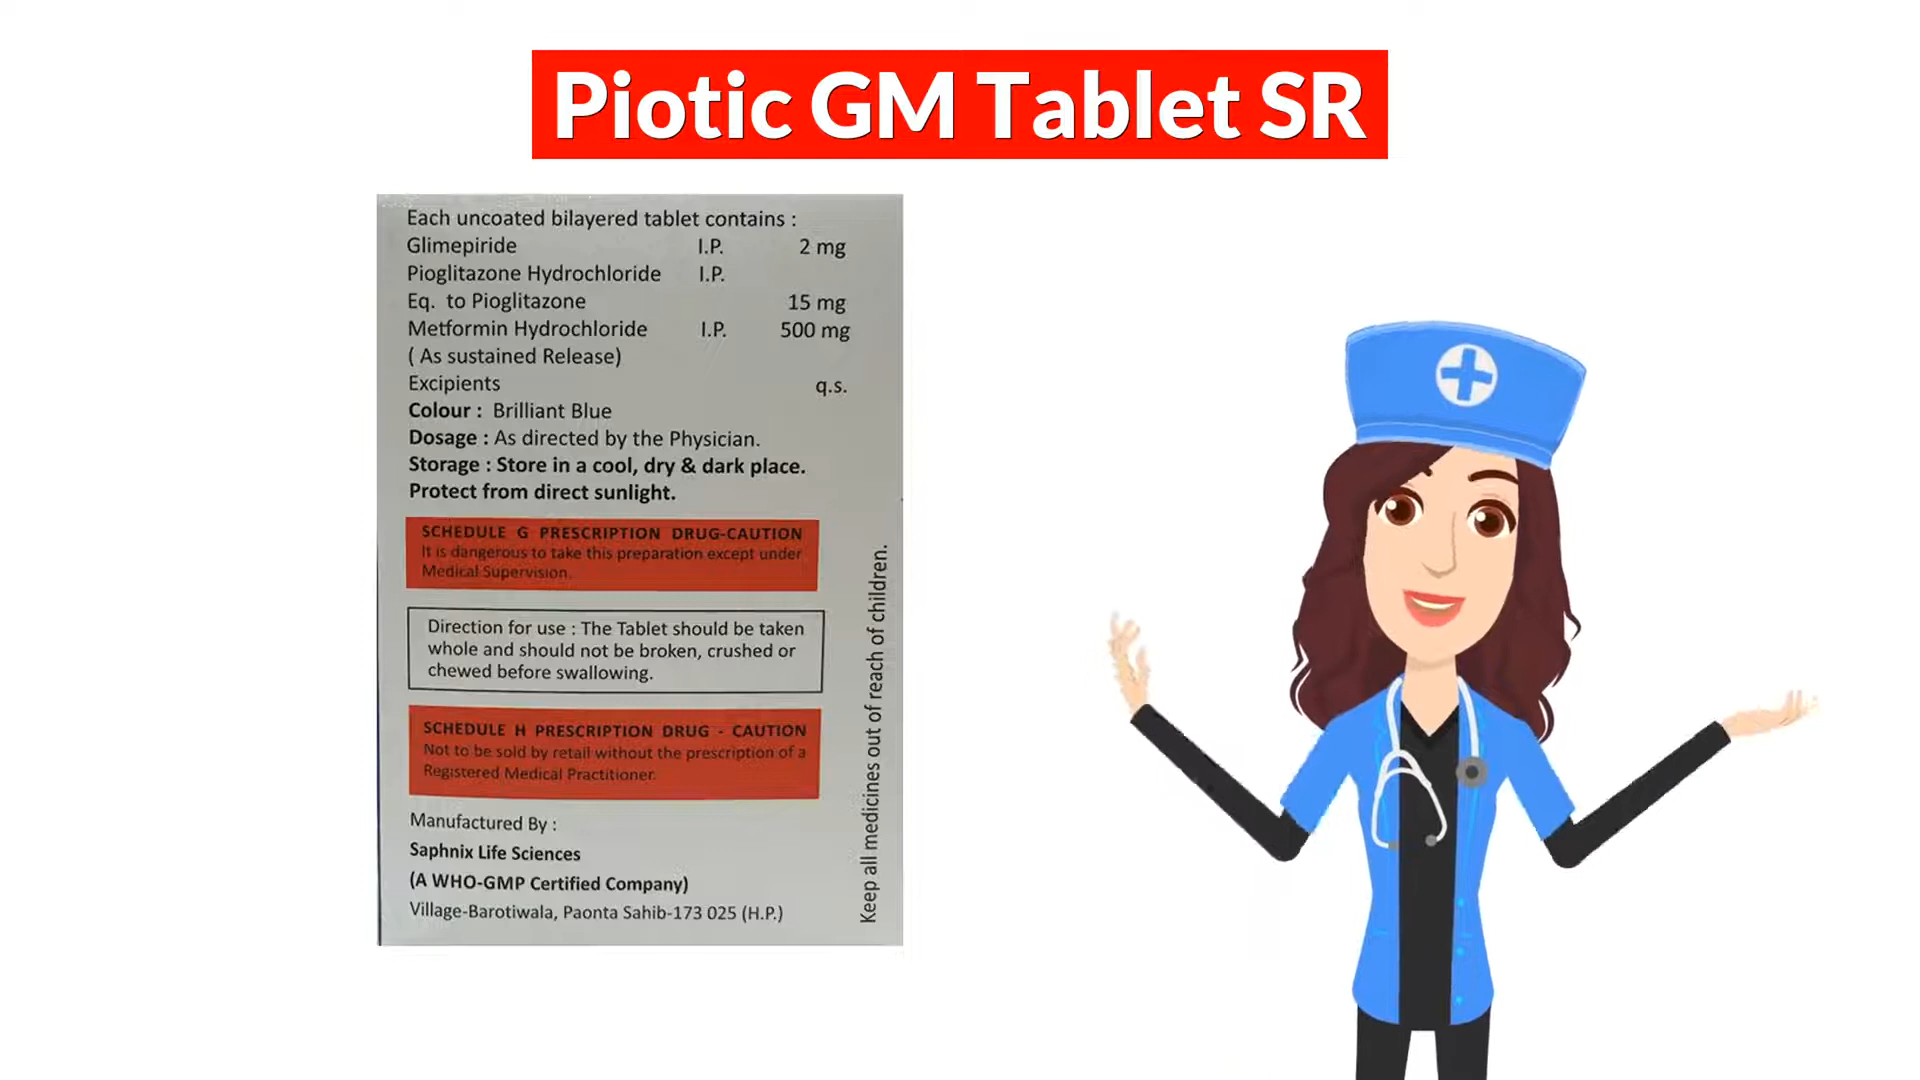 Piotic GM Tablet SR
Each uncoated bilayered tablet contains :
Glimepiride I.P. 2 mg
Pioglitazone Hydrochloride I.P.
Eq. to Pioglitazone 15 mg
Metformin Hydrochloride I.P. 500 mg
( As sustained Release)
Excipients q.s.
Colour : Brilliant Blue
Dosage : As directed by the Physician.
Storage : Store in a cool, dry & dark place.
Protect from direct sunlight.
SCHEDULE G PRESCRIPTION DRUG-CAUTION
It is dangerous to take this preparation except under
Medical Supervision.
Direction for use : The Tablet should be taken
whole and should not be broken, crushed or
chewed before swallowing.
SCHEDULE H PRESCRIPTION DRUG - CAUTION
Not to be sold by retail without the prescription of a
Registered Medical Practitioner.
Manufactured By :
Saphnix Life Sciences
(A WHO-GMP Certified Company)
Village-Barotiwala, Paonta Sahib-173 025 (H.P.)
Keep all medicines out of reach of children.